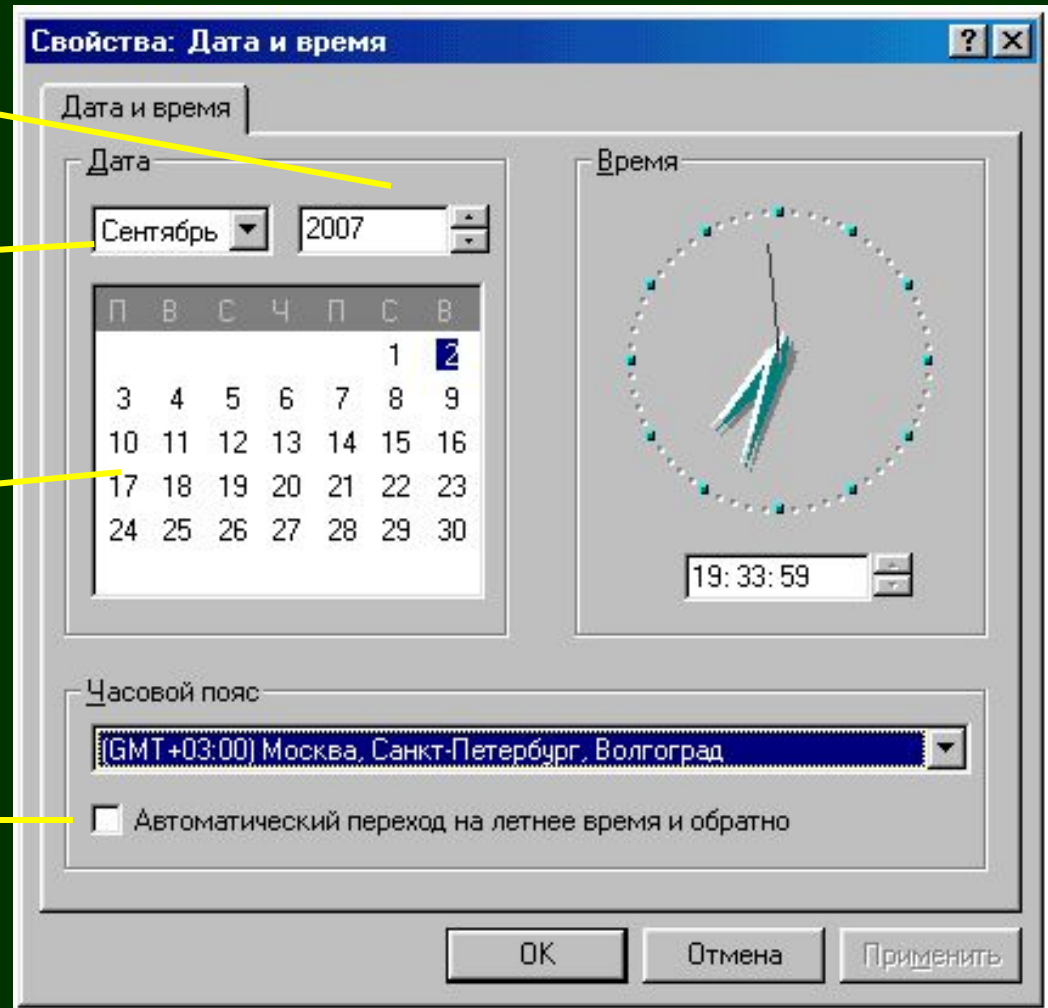 Свойства: Дата и время
Дата и время
Дата
Сентябрь 2007
П В С Ч П С В
1 2
3 4 5 6 7 8 9
10 11 12 13 14 15 16
17 18 19 20 21 22 23
24 25 26 27 28 29 30
Время
19:33:59
Часовой пояс
(GMT+03:00) Москва, Санкт-Петербург, Волгоград
Автоматический переход на летнее время и обратно
OK Отмена Применить